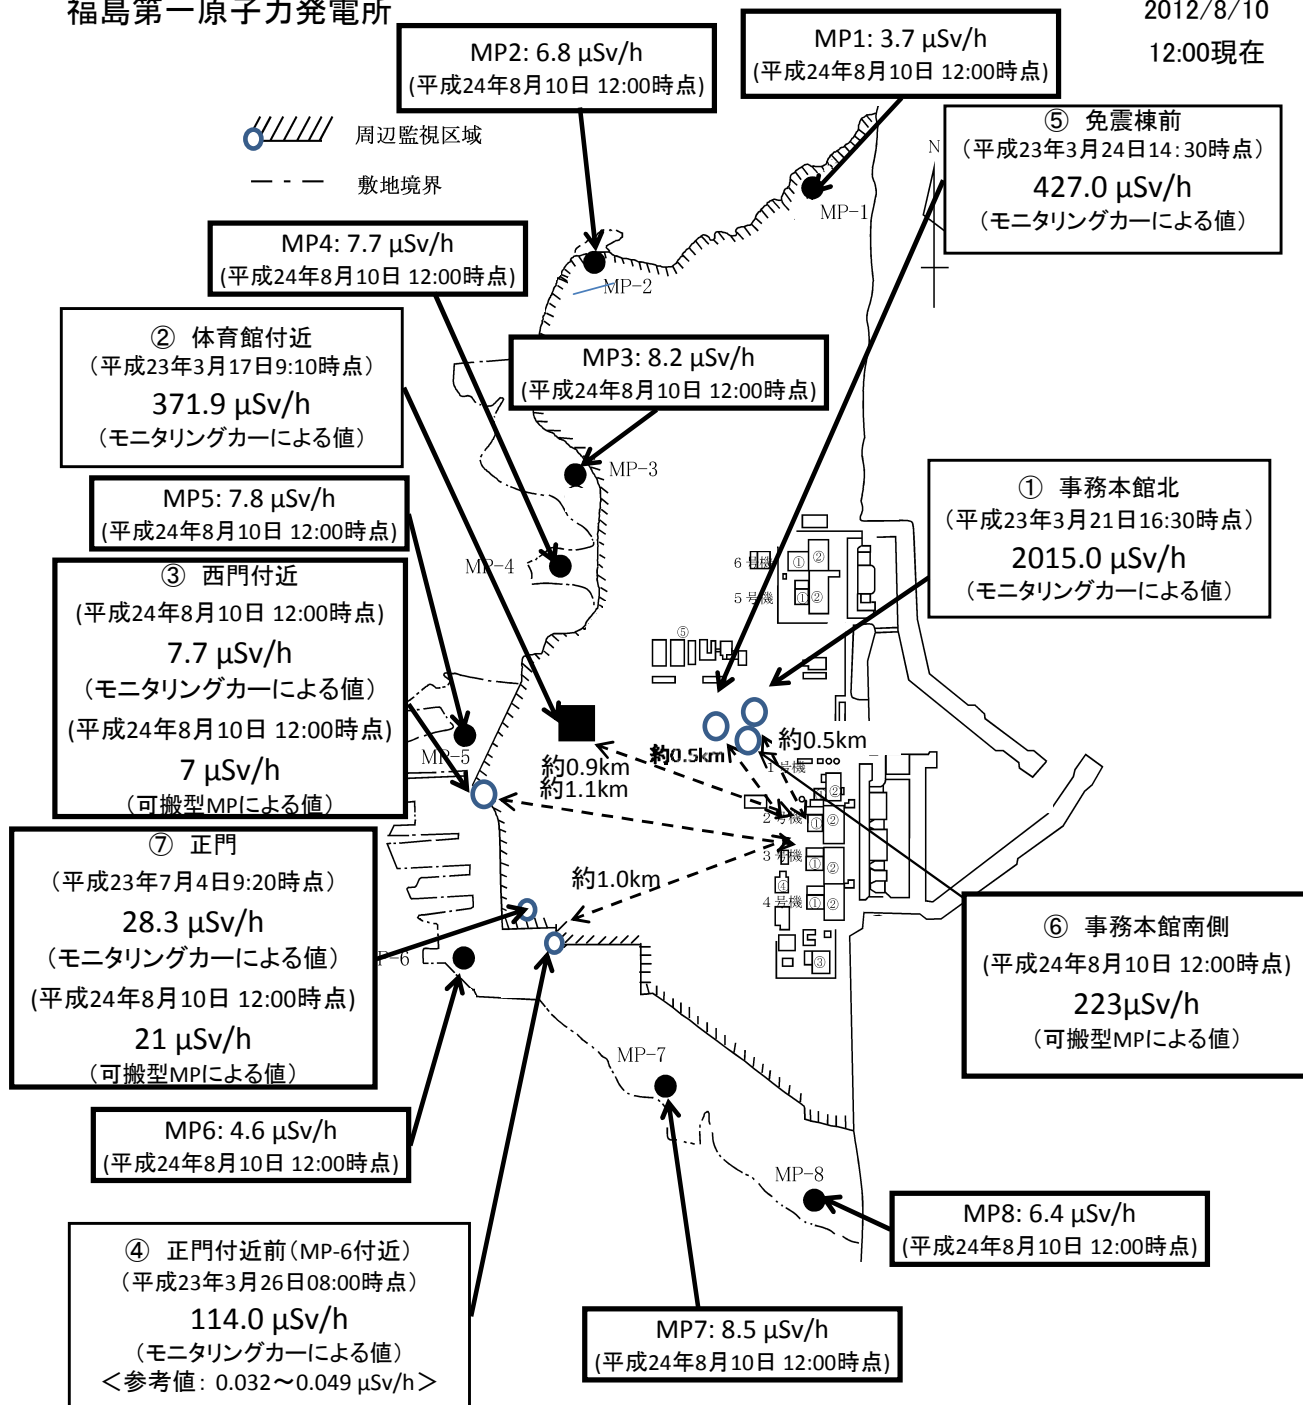 福島第一原子力発電所
2012/8/10
12:00現在
MP2: 6.8 μSv/h
(平成24年8月10日 12:00時点)
MP1: 3.7 μSv/h
(平成24年8月10日 12:00時点)
周辺監視区域
敷地境界
⑤ 免震棟前
(平成23年3月24日14:30時点)
427.0 μSv/h
(モニタリングカーによる値)
N
MP-1
MP4: 7.7 μSv/h
(平成24年8月10日 12:00時点)
MP-2
② 体育館付近
(平成23年3月17日9:10時点)
371.9 μSv/h
(モニタリングカーによる値)
MP3: 8.2 μSv/h
(平成24年8月10日 12:00時点)
MP-3
MP5: 7.8 μSv/h
(平成24年8月10日 12:00時点)
① 事務本館北
(平成23年3月21日16:30時点)
2015.0 μSv/h
(モニタリングカーによる値)
MP-4
6号機
①
②
5号機
①
②
⑤
③ 西門付近
(平成24年8月10日 12:00時点)
7.7 μSv/h
(モニタリングカーによる値)
(平成24年8月10日 12:00時点)
7 μSv/h
(可搬型MPによる値)
MP-5
約0.9km
約1.1km
約0.5km
約0.5km
1号機
②
2号機
①
②
3号機
①
②
④
4号機
①
②
③
約1.0km
⑦ 正門
(平成23年7月4日9:20時点)
28.3 μSv/h
(モニタリングカーによる値)
(平成24年8月10日 12:00時点)
21 μSv/h
(可搬型MPによる値)
P-6
⑥ 事務本館南側
(平成24年8月10日 12:00時点)
223μSv/h
(可搬型MPによる値)
MP-7
MP6: 4.6 μSv/h
(平成24年8月10日 12:00時点)
MP-8
MP8: 6.4 μSv/h
(平成24年8月10日 12:00時点)
④ 正門付近前(MP-6付近)
(平成23年3月26日08:00時点)
114.0 μSv/h
(モニタリングカーによる値)
<参考値: 0.032~0.049 μSv/h>
MP7: 8.5 μSv/h
(平成24年8月10日 12:00時点)